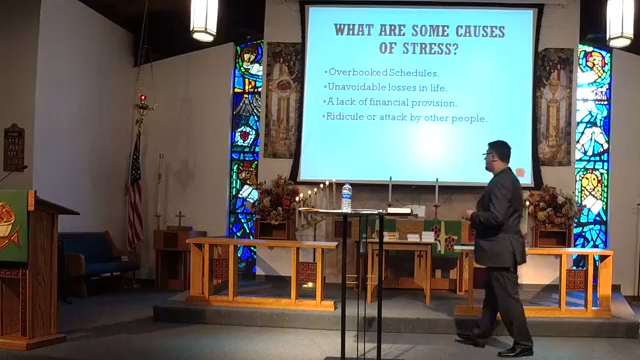 WHAT ARE SOME CAUSES
OF STRESS?
•Overbooked Schedules.
•Unavoidable losses in life.
•A lack of financial provision.
•Ridicule or attack by other people.